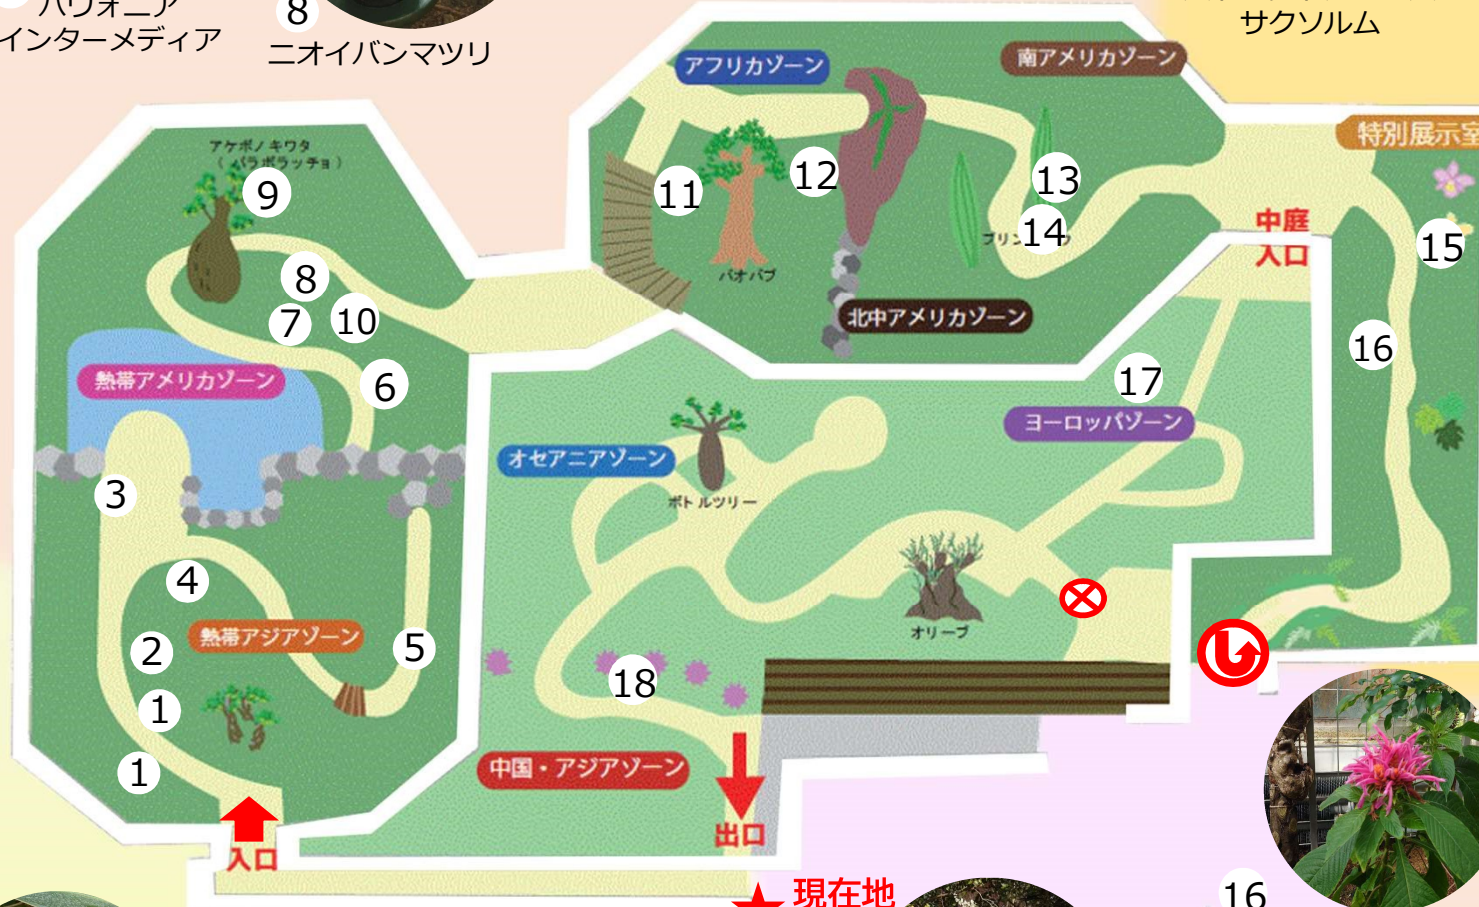 パヴォニア
インターメディア
8
ニオイバンマツリ
サクソルム
アフリカゾーン
南アメリカゾーン
特別展示室
アケボノキワタ
（パラボラッチョ）
9
11
12
13
14
バオバブ
中庭
入口
15
8
7
10
北中アメリカゾーン
16
熱帯アメリカゾーン
6
17
ヨーロッパゾーン
オセアニアゾーン
ボトルツリー
3
4
オリーブ
熱帯アジアゾーン
5
2
1
18
1
中国・アジアゾーン
出口
入口
現在地
16